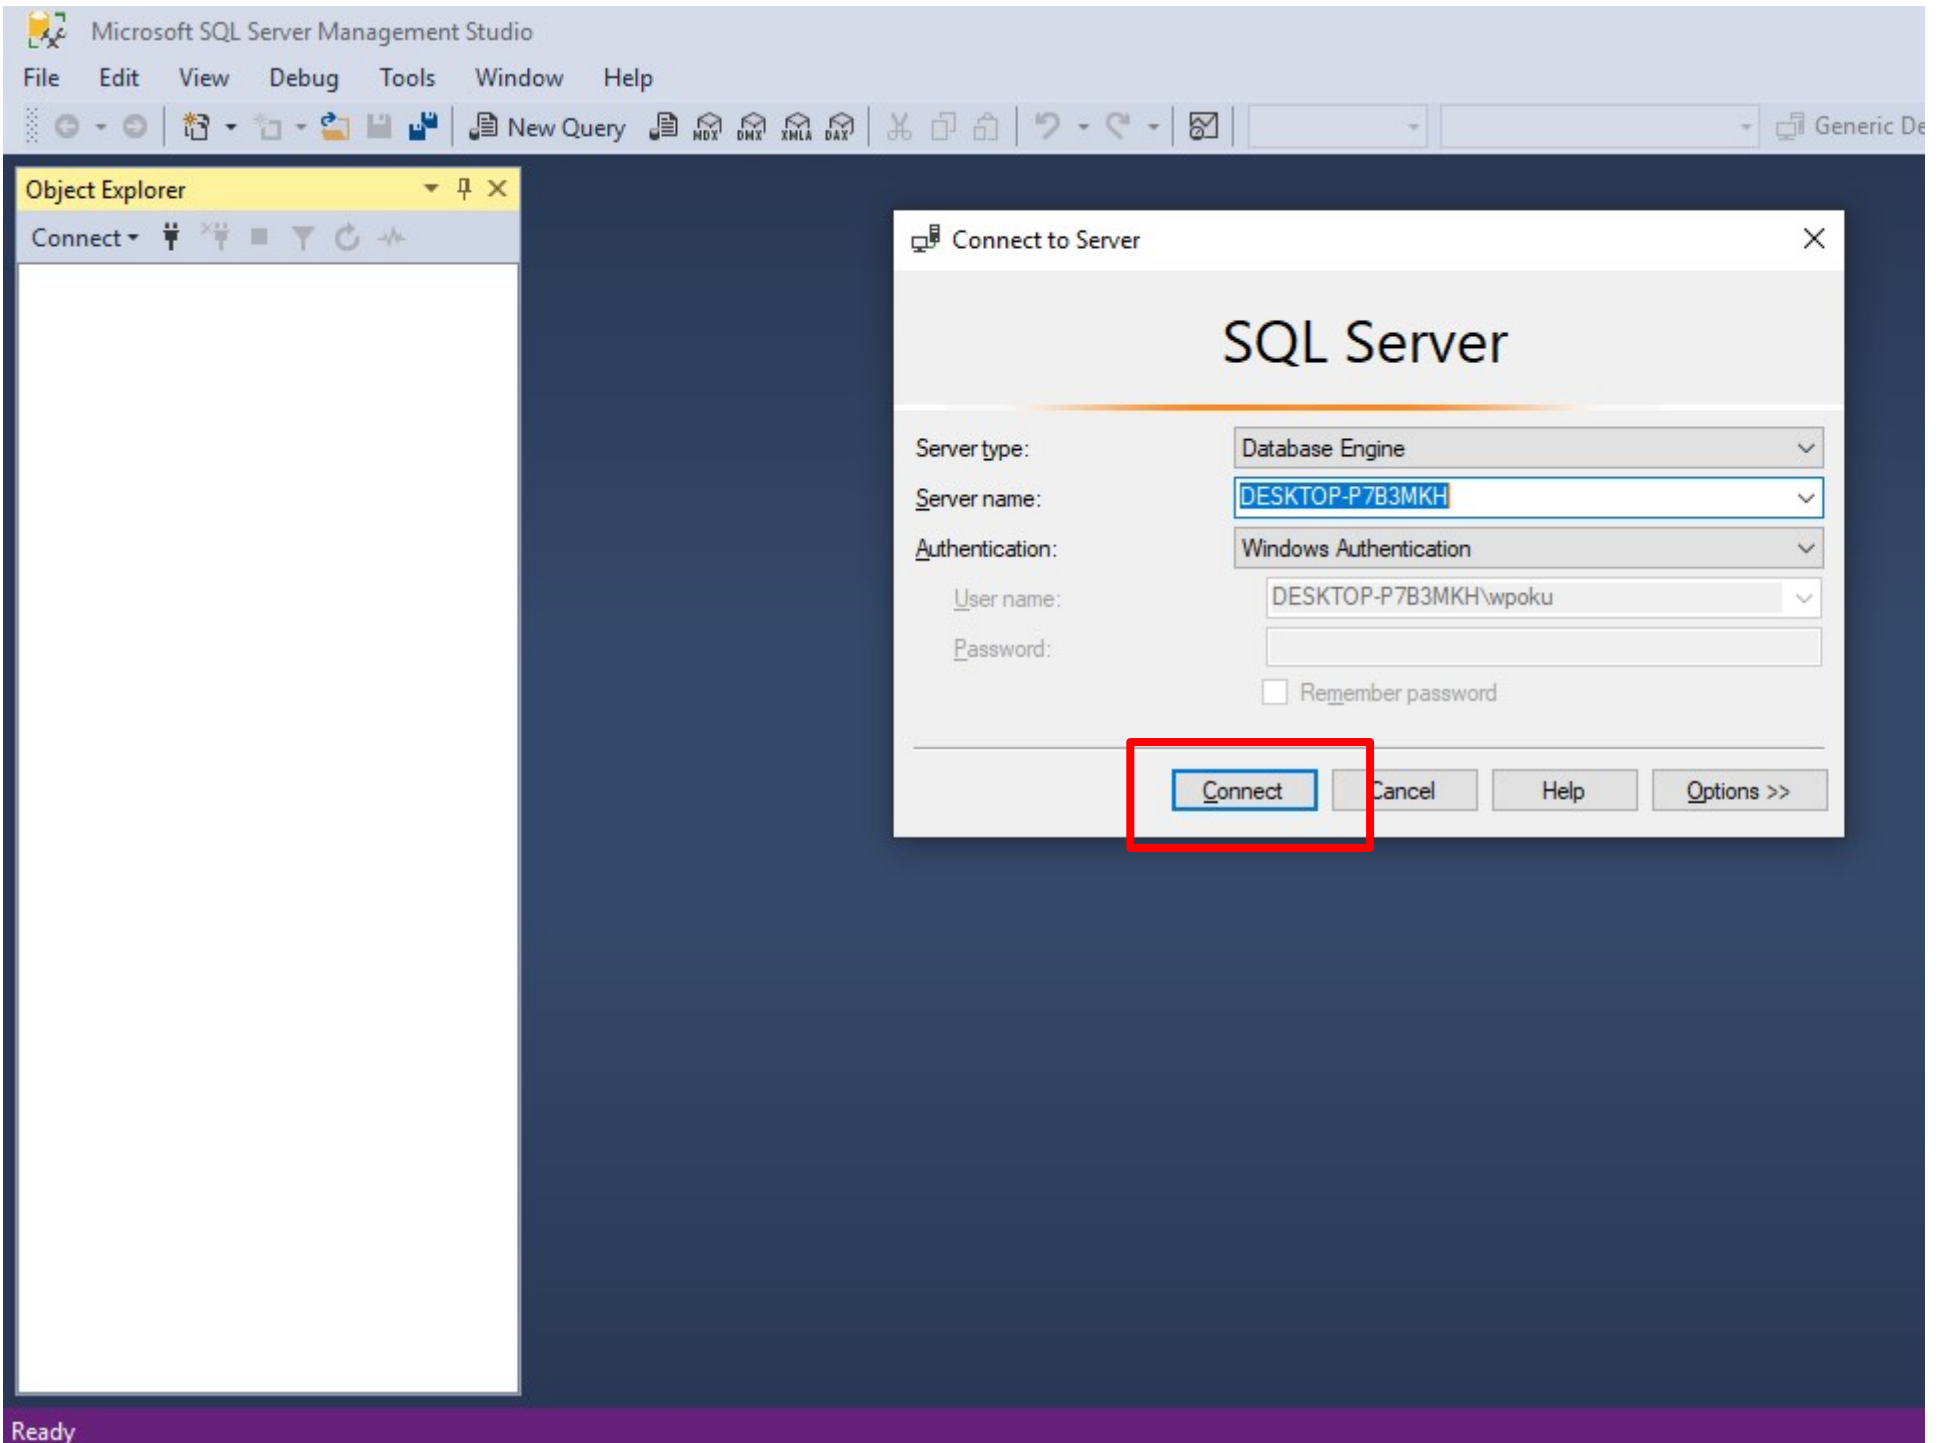 Microsoft SQL Server Management Studio
File Edit View Debug Tools Window Help
New Query MDX DMX XMLA DAX Generic De
Object Explorer
Connect
Connect to Server
SQL Server
Server type: Database Engine
Server name: DESKTOP-P7B3MKH
Authentication: Windows Authentication
User name: DESKTOP-P7B3MKH\wpoku
Password:
Remember password
Connect Cancel Help Options >>
Ready